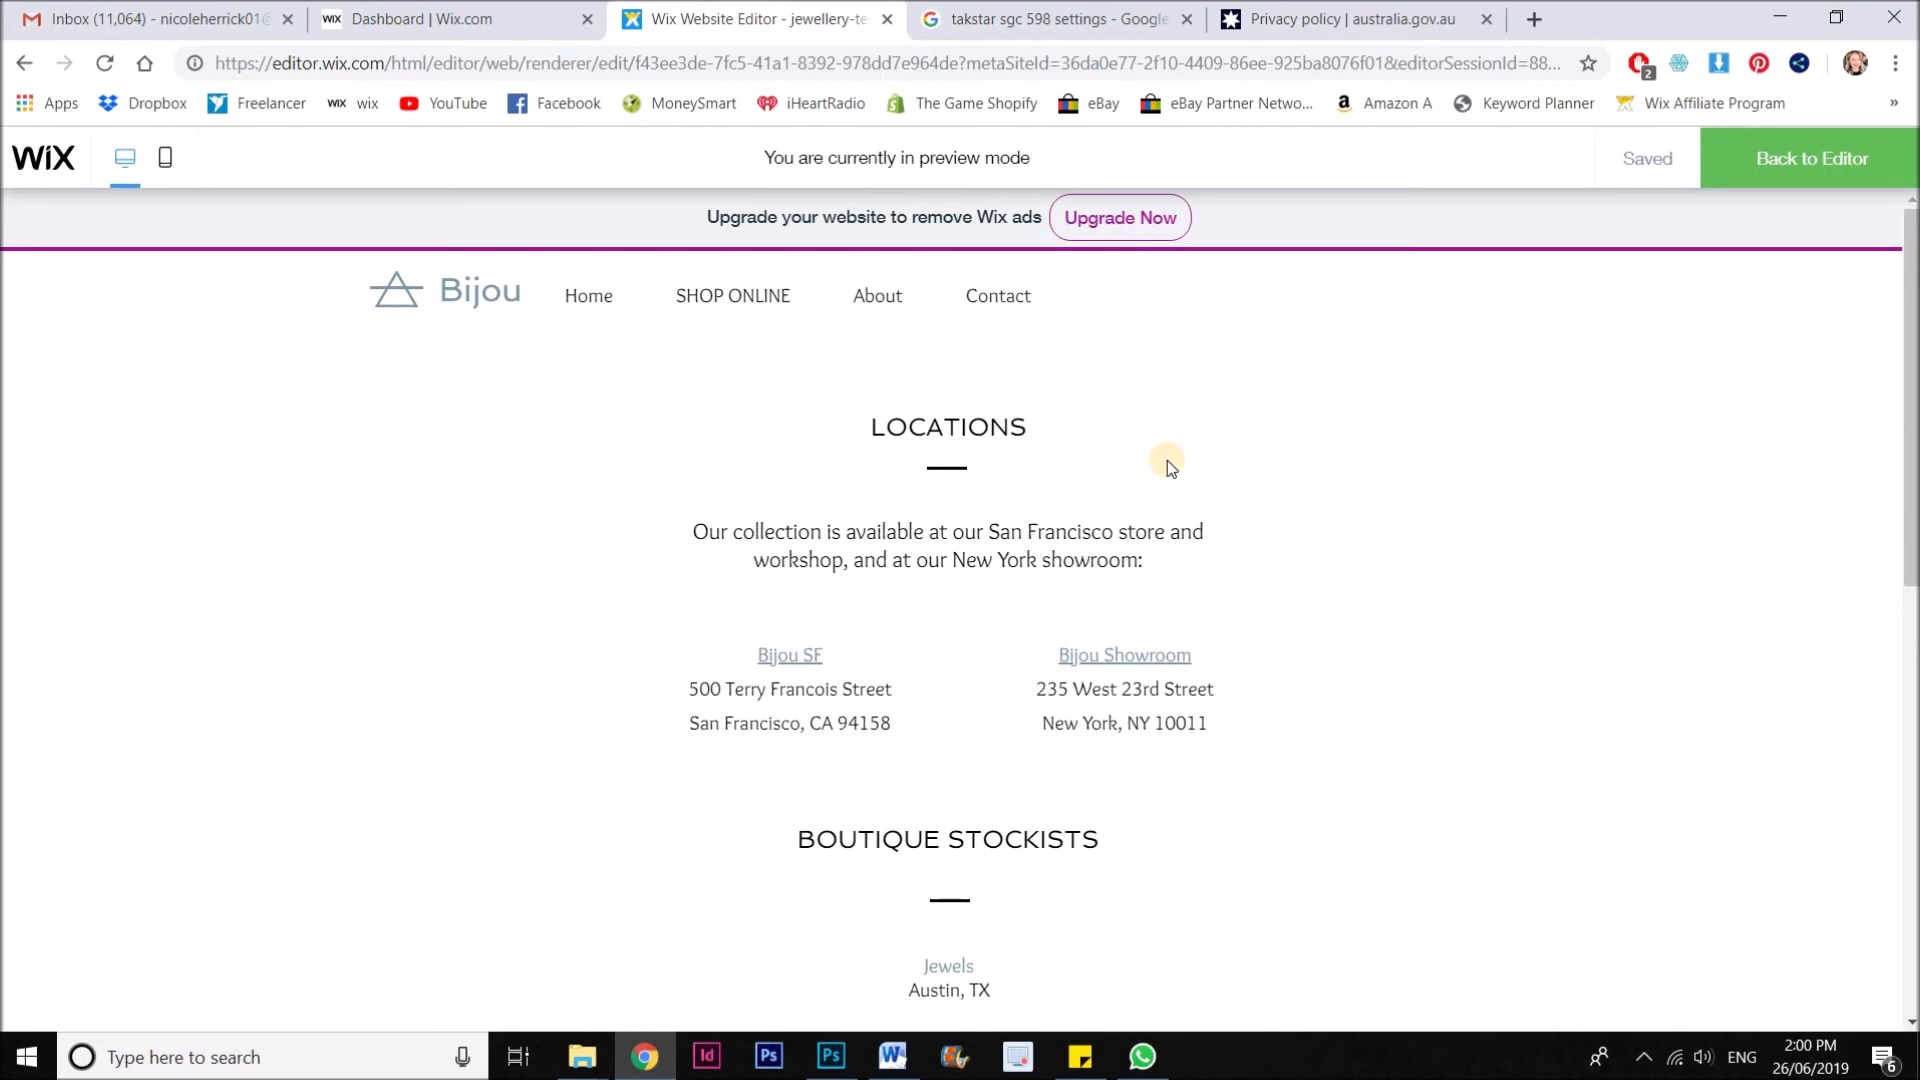 Inbox (11,064) - nicoleherrick01@
Dashboard | Wix.com
Wix Website Editor - jewellery-te
takstar sgc 598 settings - Google
Privacy policy | australia.gov.au
https://editor.wix.com/html/editor/web/renderer/edit/f43ee3de-7fc5-41a1-8392-978dd7e964de?metaSiteId=36da0e77-2f10-4409-86ee-925ba8076f01&editorSessionId=88...
2
Apps
Dropbox
Freelancer
WiX wix
YouTube
Facebook
MoneySmart
iHeartRadio
The Game Shopify
eBay
eBay Partner Netwo...
Amazon A
Keyword Planner
Wix Affiliate Program
»
WiX
You are currently in preview mode
Saved
Back to Editor
Upgrade your website to remove Wix ads
Upgrade Now
Bijou
Home
SHOP ONLINE
About
Contact
LOCATIONS
Our collection is available at our San Francisco store and
workshop, and at our New York showroom:
Bijou SF
500 Terry Francois Street
San Francisco, CA 94158
Bijou Showroom
235 West 23rd Street
New York, NY 10011
BOUTIQUE STOCKISTS
Jewels
Austin, TX
Type here to search
Id
Ps
Ps
W
ENG
2:00 PM
26/06/2019
6